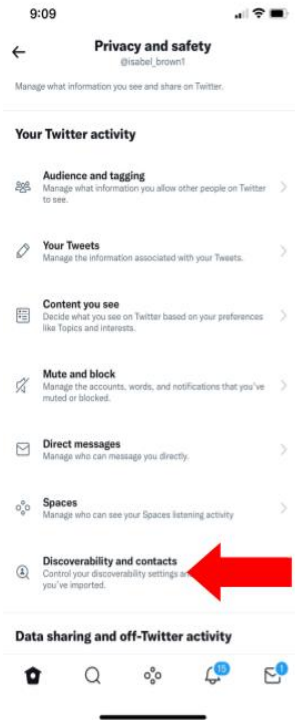 9:09
Privacy and safety
@isabel_brown1
Manage what information you see and share on Twitter.
Your Twitter activity
Audience and tagging
Manage what information you allow other people on Twitter
to see.
Your Tweets
Manage the information associated with your Tweets.
Content you see
Decide what you see on Twitter based on your preferences
like Topics and interests.
Mute and block
Manage the accounts, words, and notifications that you've
muted or blocked.
Direct messages
Manage who can message you directly.
Spaces
Manage who can see your Spaces listening activity
Discoverability and contacts
Control your discoverability settings
you've imported.
Data sharing and off-Twitter activity
15
1